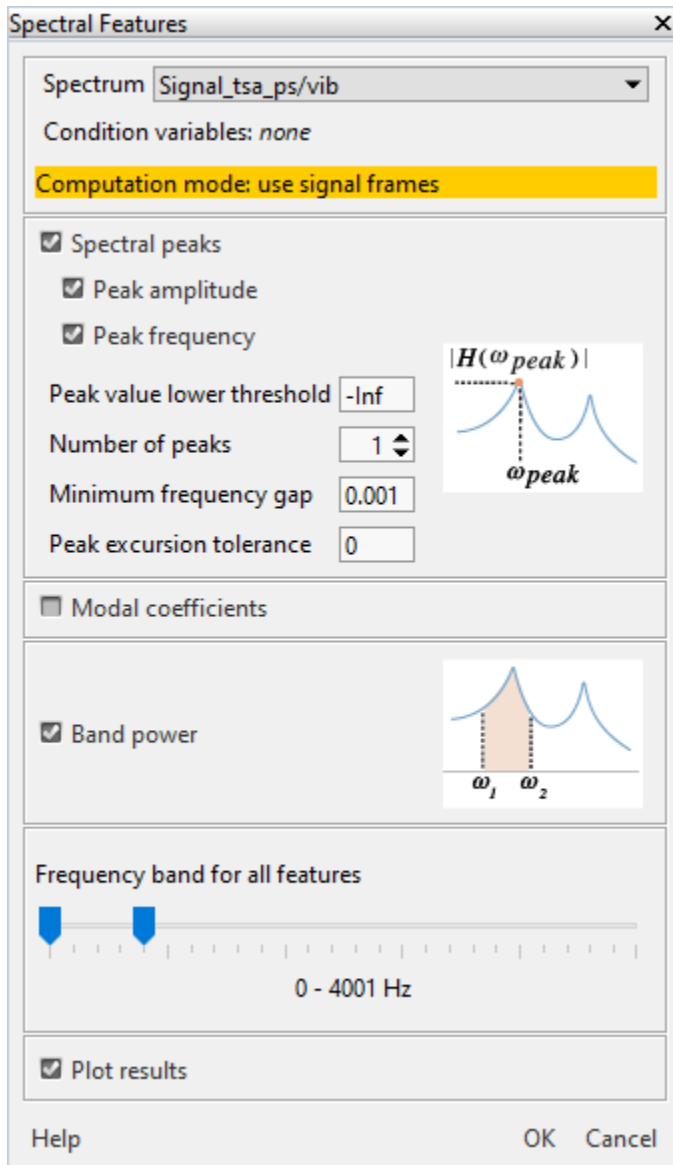 Spectral Features
Spectrum Signal_tsa_ps/vib
Condition variables: none
Computation mode: use signal frames
Spectral peaks
Peak amplitude
Peak frequency
|H(ωpeak)|
ωpeak
Peak value lower threshold -Inf
Number of peaks 1
Minimum frequency gap 0.001
Peak excursion tolerance 0
Modal coefficients
Band power
ω1 ω2
Frequency band for all features
0 - 4001 Hz
Plot results
Help OK Cancel